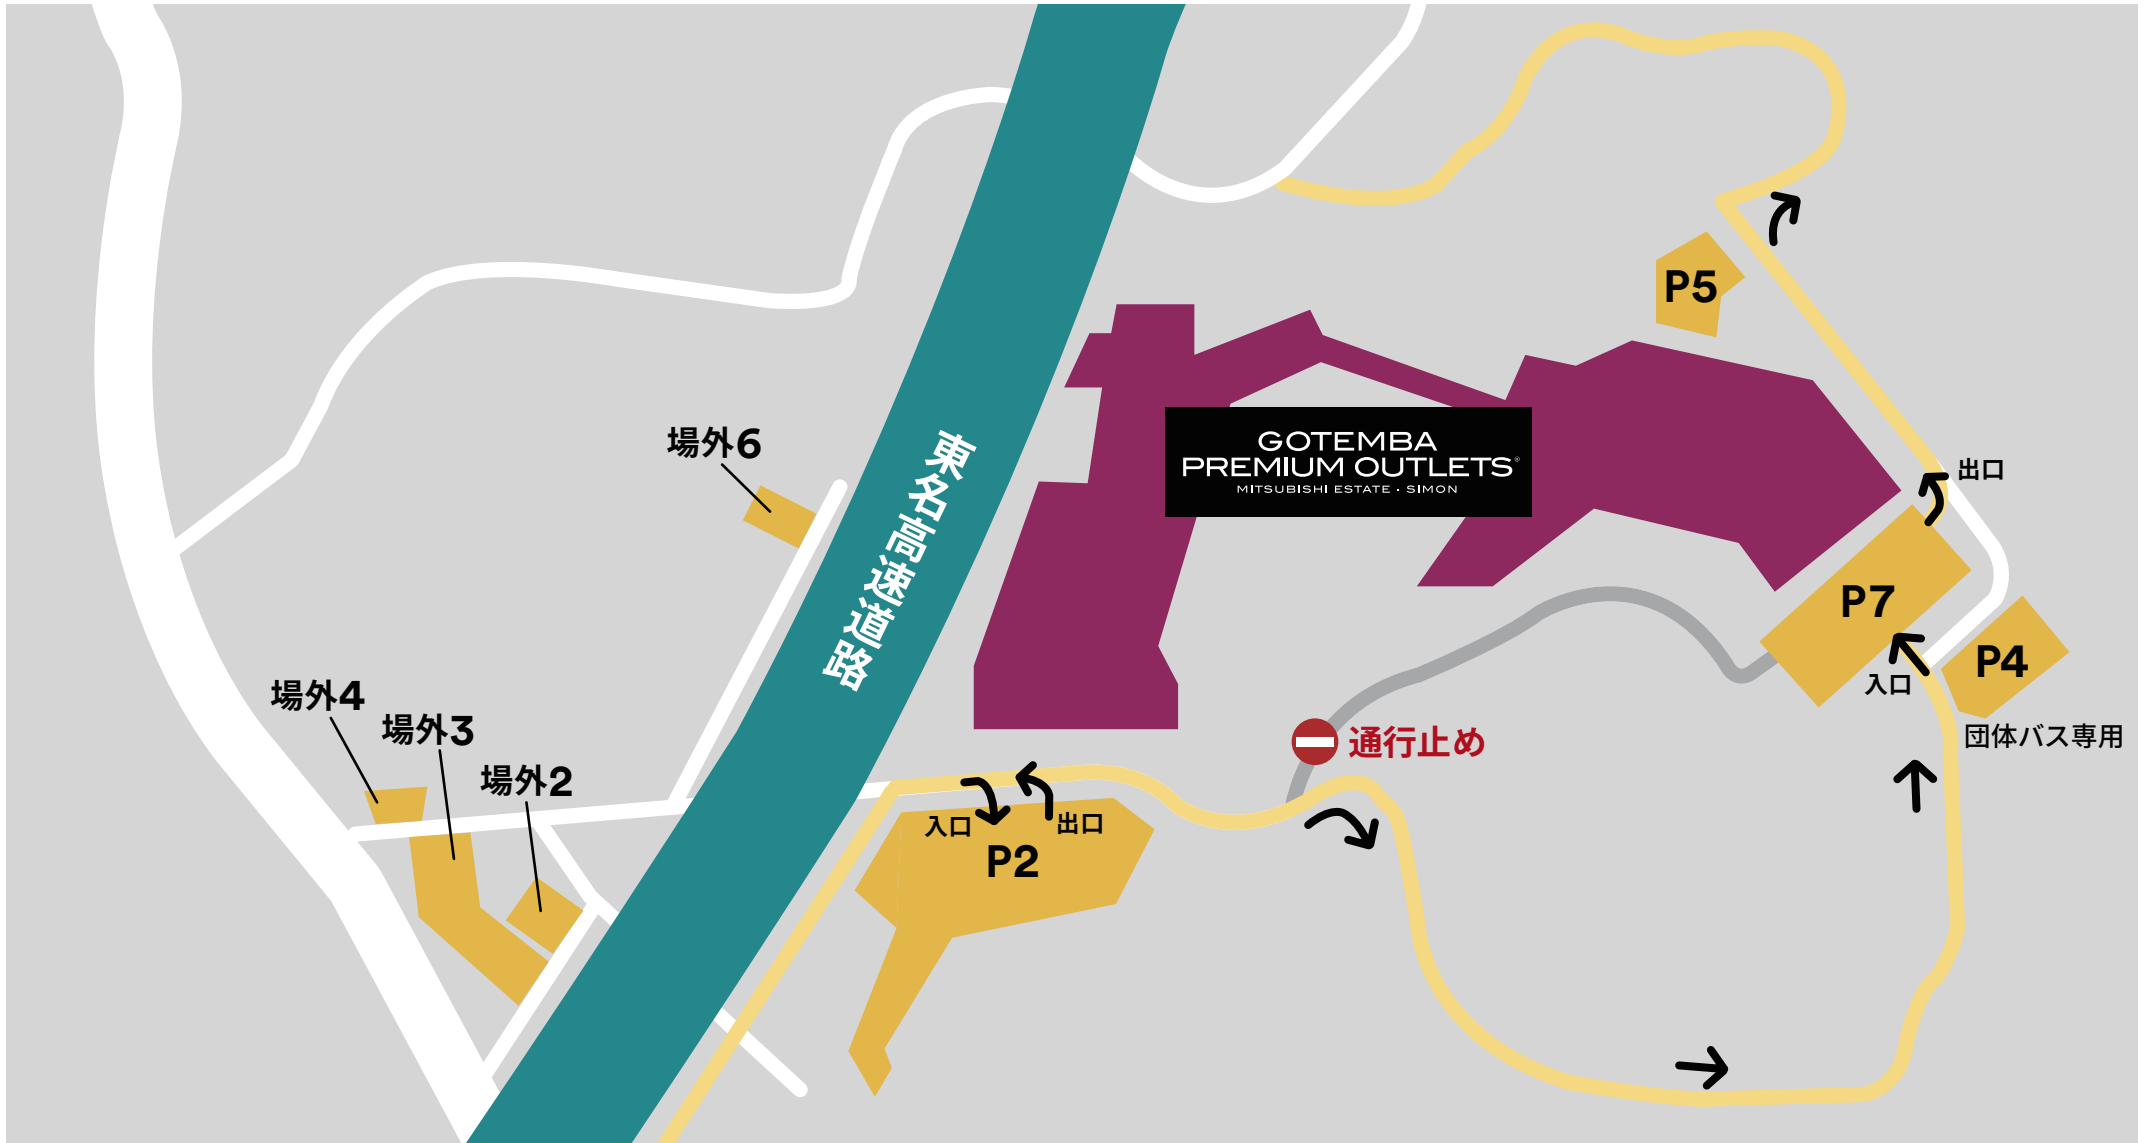 P5
GOTEMBA
PREMIUM OUTLETS®
MITSUBISHI ESTATE・SIMON
場外6
東名高速道路
出口
P7
入口
P4
団体バス専用
場外4
場外3
場外2
通行止め
入口
出口
P2